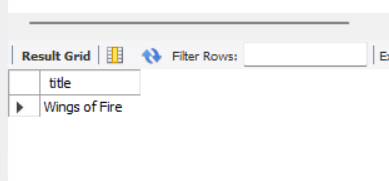 Result Grid Filter Rows: E
title
Wings of Fire